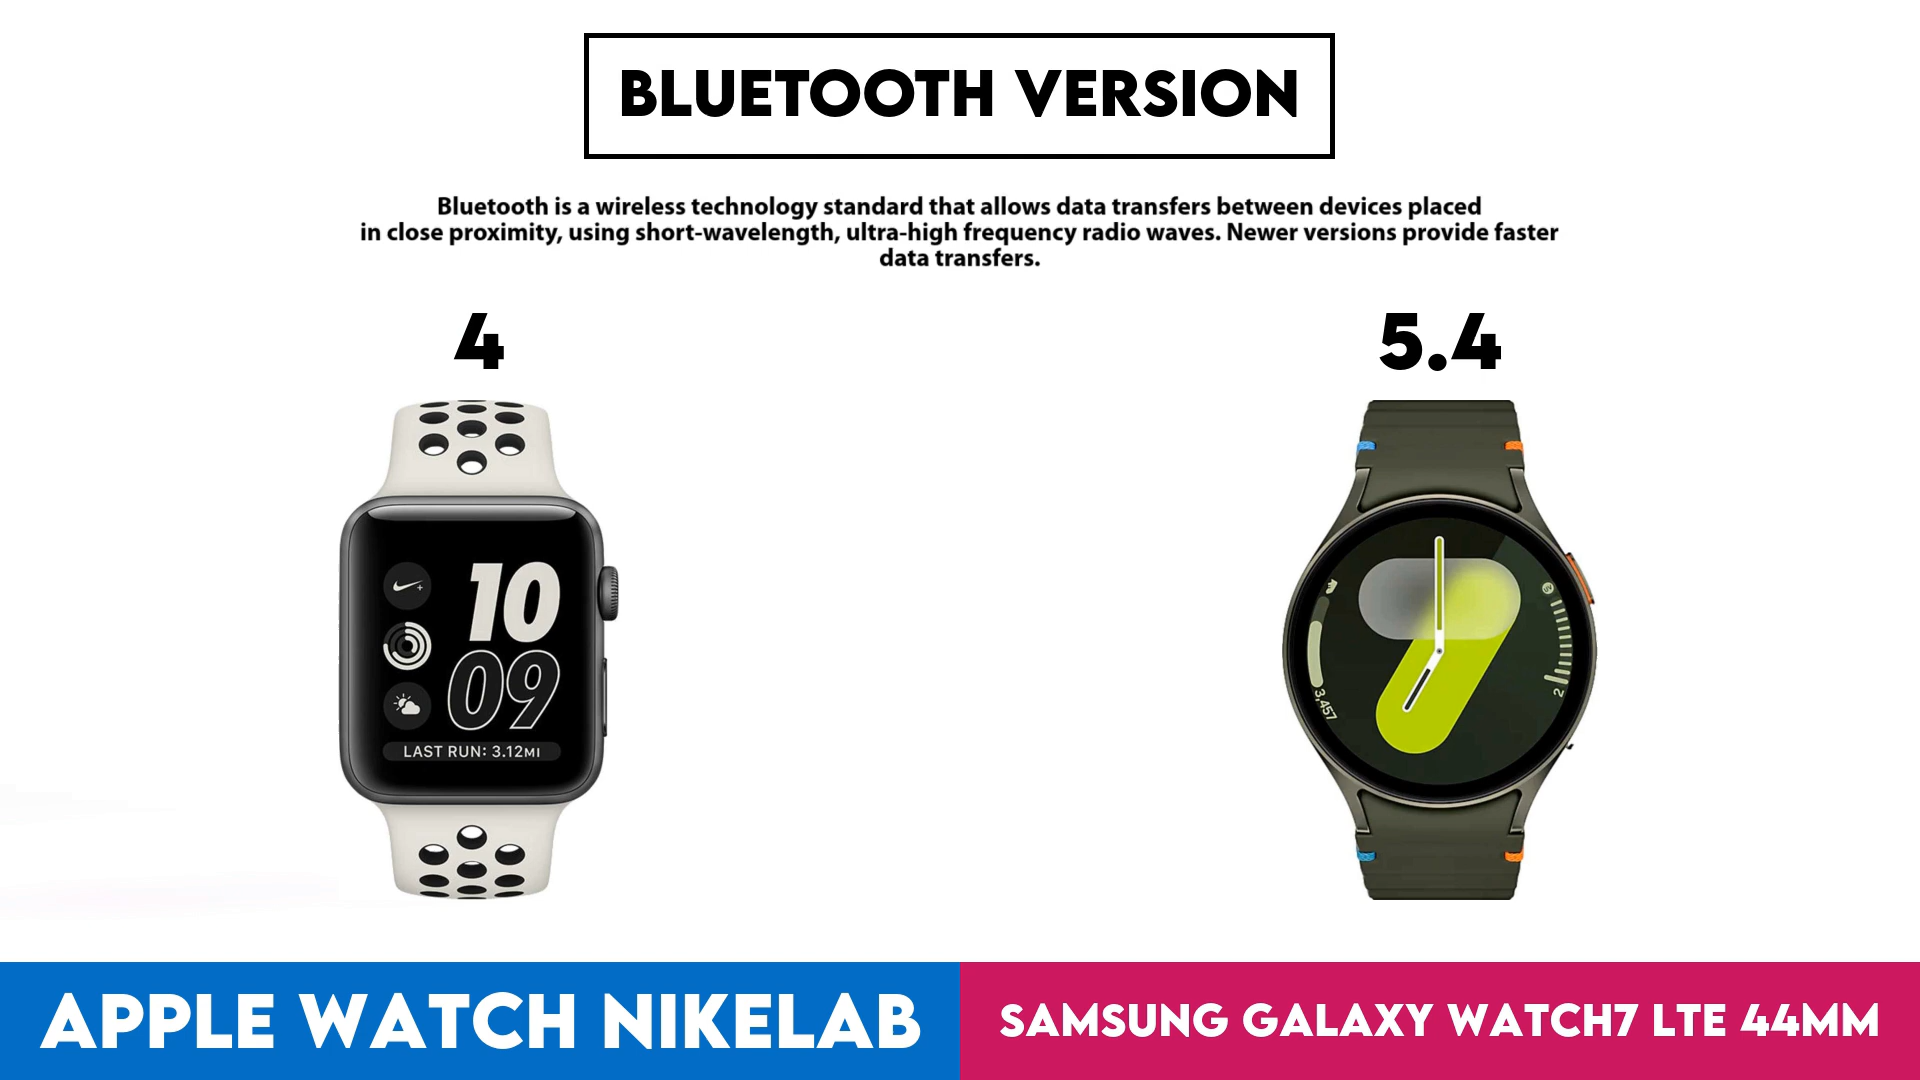 BLUETOOTH VERSION
Bluetooth is a wireless technology standard that allows data transfers between devices placed
in close proximity, using short-wavelength, ultra-high frequency radio waves. Newer versions provide faster
data transfers.
4
5.4
10
09
LAST RUN: 3.12MI
3,457
UV
2
APPLE WATCH NIKELAB
SAMSUNG GALAXY WATCH7 LTE 44MM